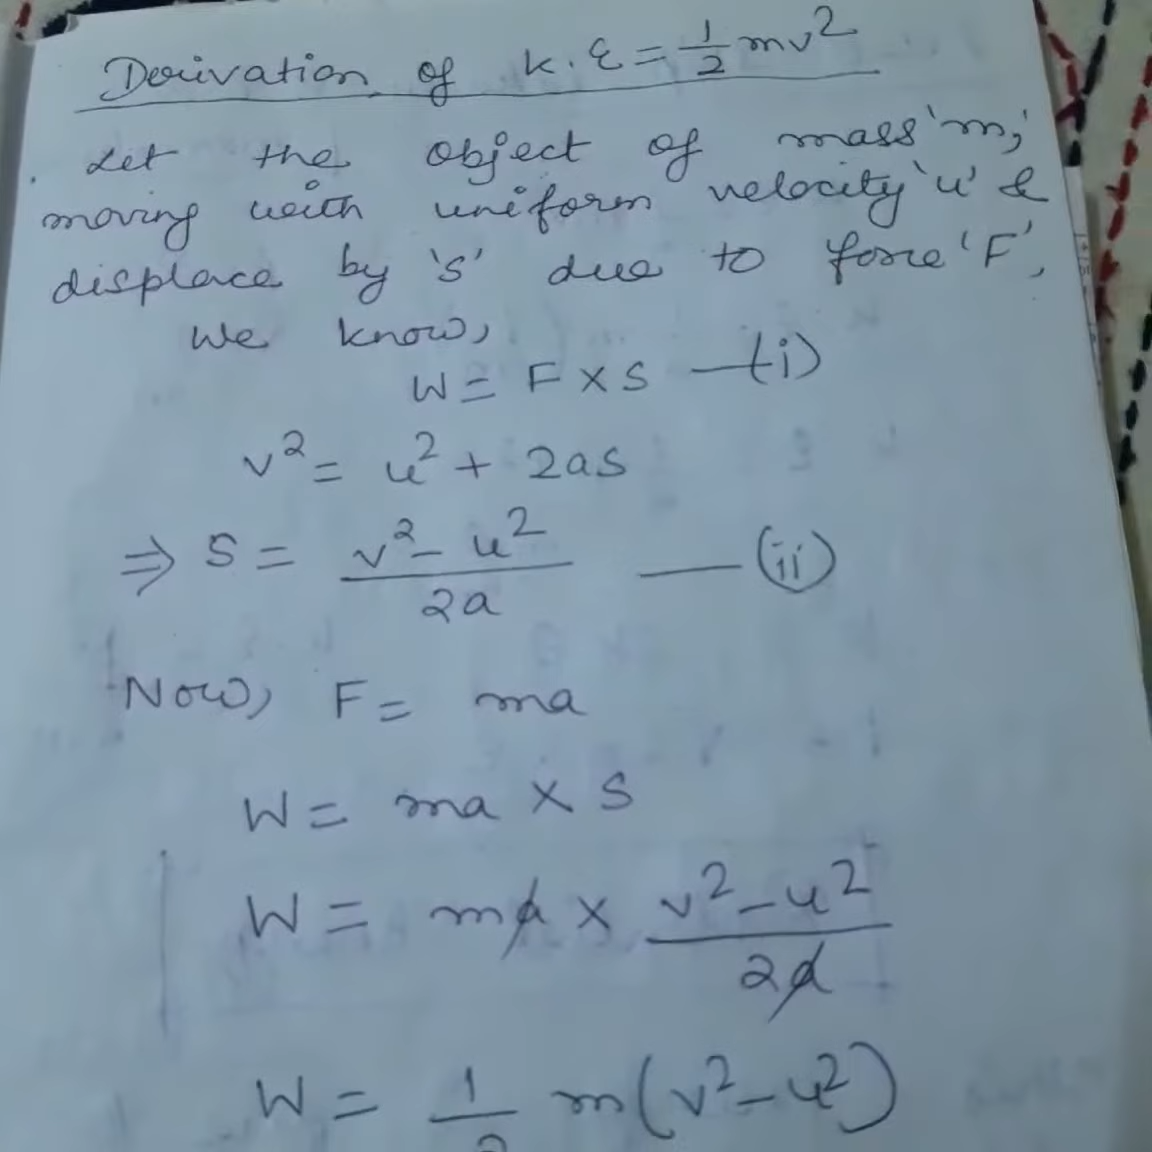 Derivation of K.E = 1/2 mv²
Let the object of mass 'm,'
moving with uniform velocity 'u' &
displace by 's' due to force 'F',
We know,
W = F × S —(i)
v² = u² + 2as
⇒ S = (v² - u²)/2a —(ii)
Now, F = ma
W = ma × S
W = ma × (v² - u²)/2a
W = 1/2 m(v² - u²)